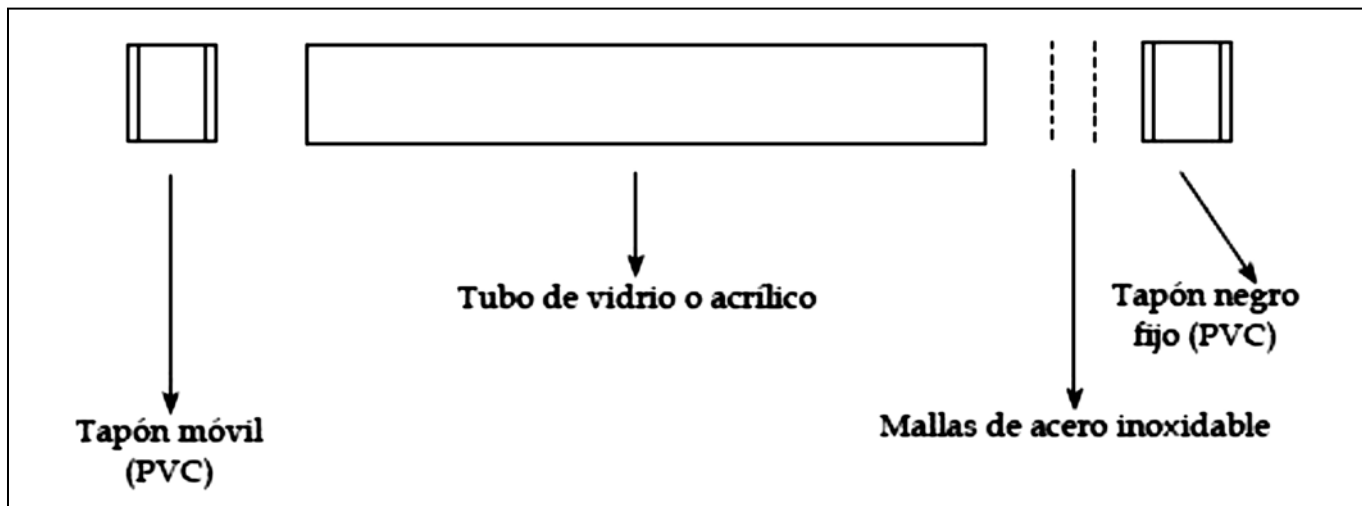 Tubo de vidrio o acrílico
Tapón negro
fijo (PVC)
Tapón móvil
(PVC)
Mallas de acero inoxidable